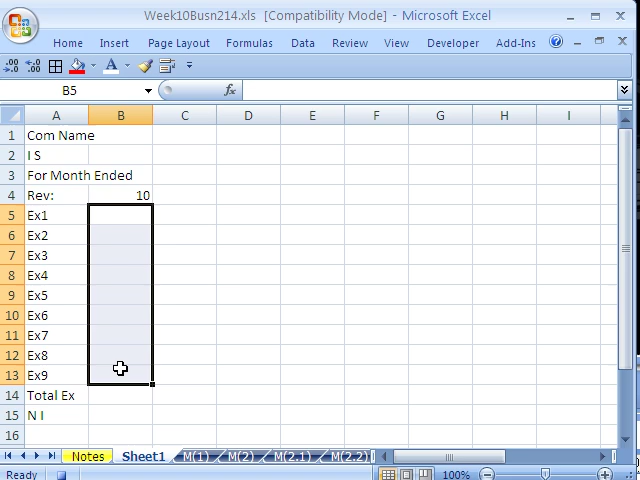 Week10Busn214.xls [Compatibility Mode] - Microsoft Excel
Home Insert Page Layout Formulas Data Review View Developer Add-Ins
B5 fx
A B C D E F G H I
1 Com Name
2 I S
3 For Month Ended
4 Rev: 10
5 Ex1
6 Ex2
7 Ex3
8 Ex4
9 Ex5
10 Ex6
11 Ex7
12 Ex8
13 Ex9
14 Total Ex
15 N I
16
Notes Sheet1 M(1) M(2) M(2,1) M(2,2)
Ready 100%